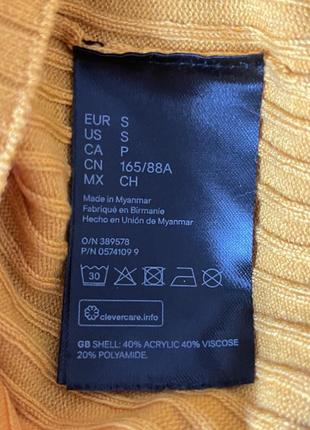 EUR S
US S
CA P
CN 165/88A
MX CH
Made in Myanmar
Fabriqué en Birmanie
Hecho en Unión de Myanmar
O/N 389578
P/N 0574109 9
30
clevercare.info
GB SHELL: 40% ACRYLIC 40% VISCOSE
20% POLYAMIDE.